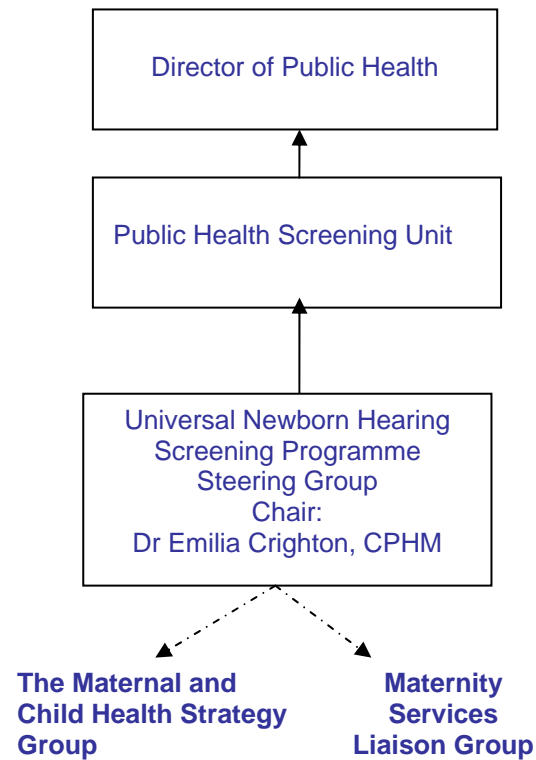 Director of Public Health
Public Health Screening Unit
Universal Newborn Hearing
Screening Programme
Steering Group
Chair:
Dr Emilia Crighton, CPHM
The Maternal and
Child Health Strategy
Group
Maternity
Services
Liaison Group